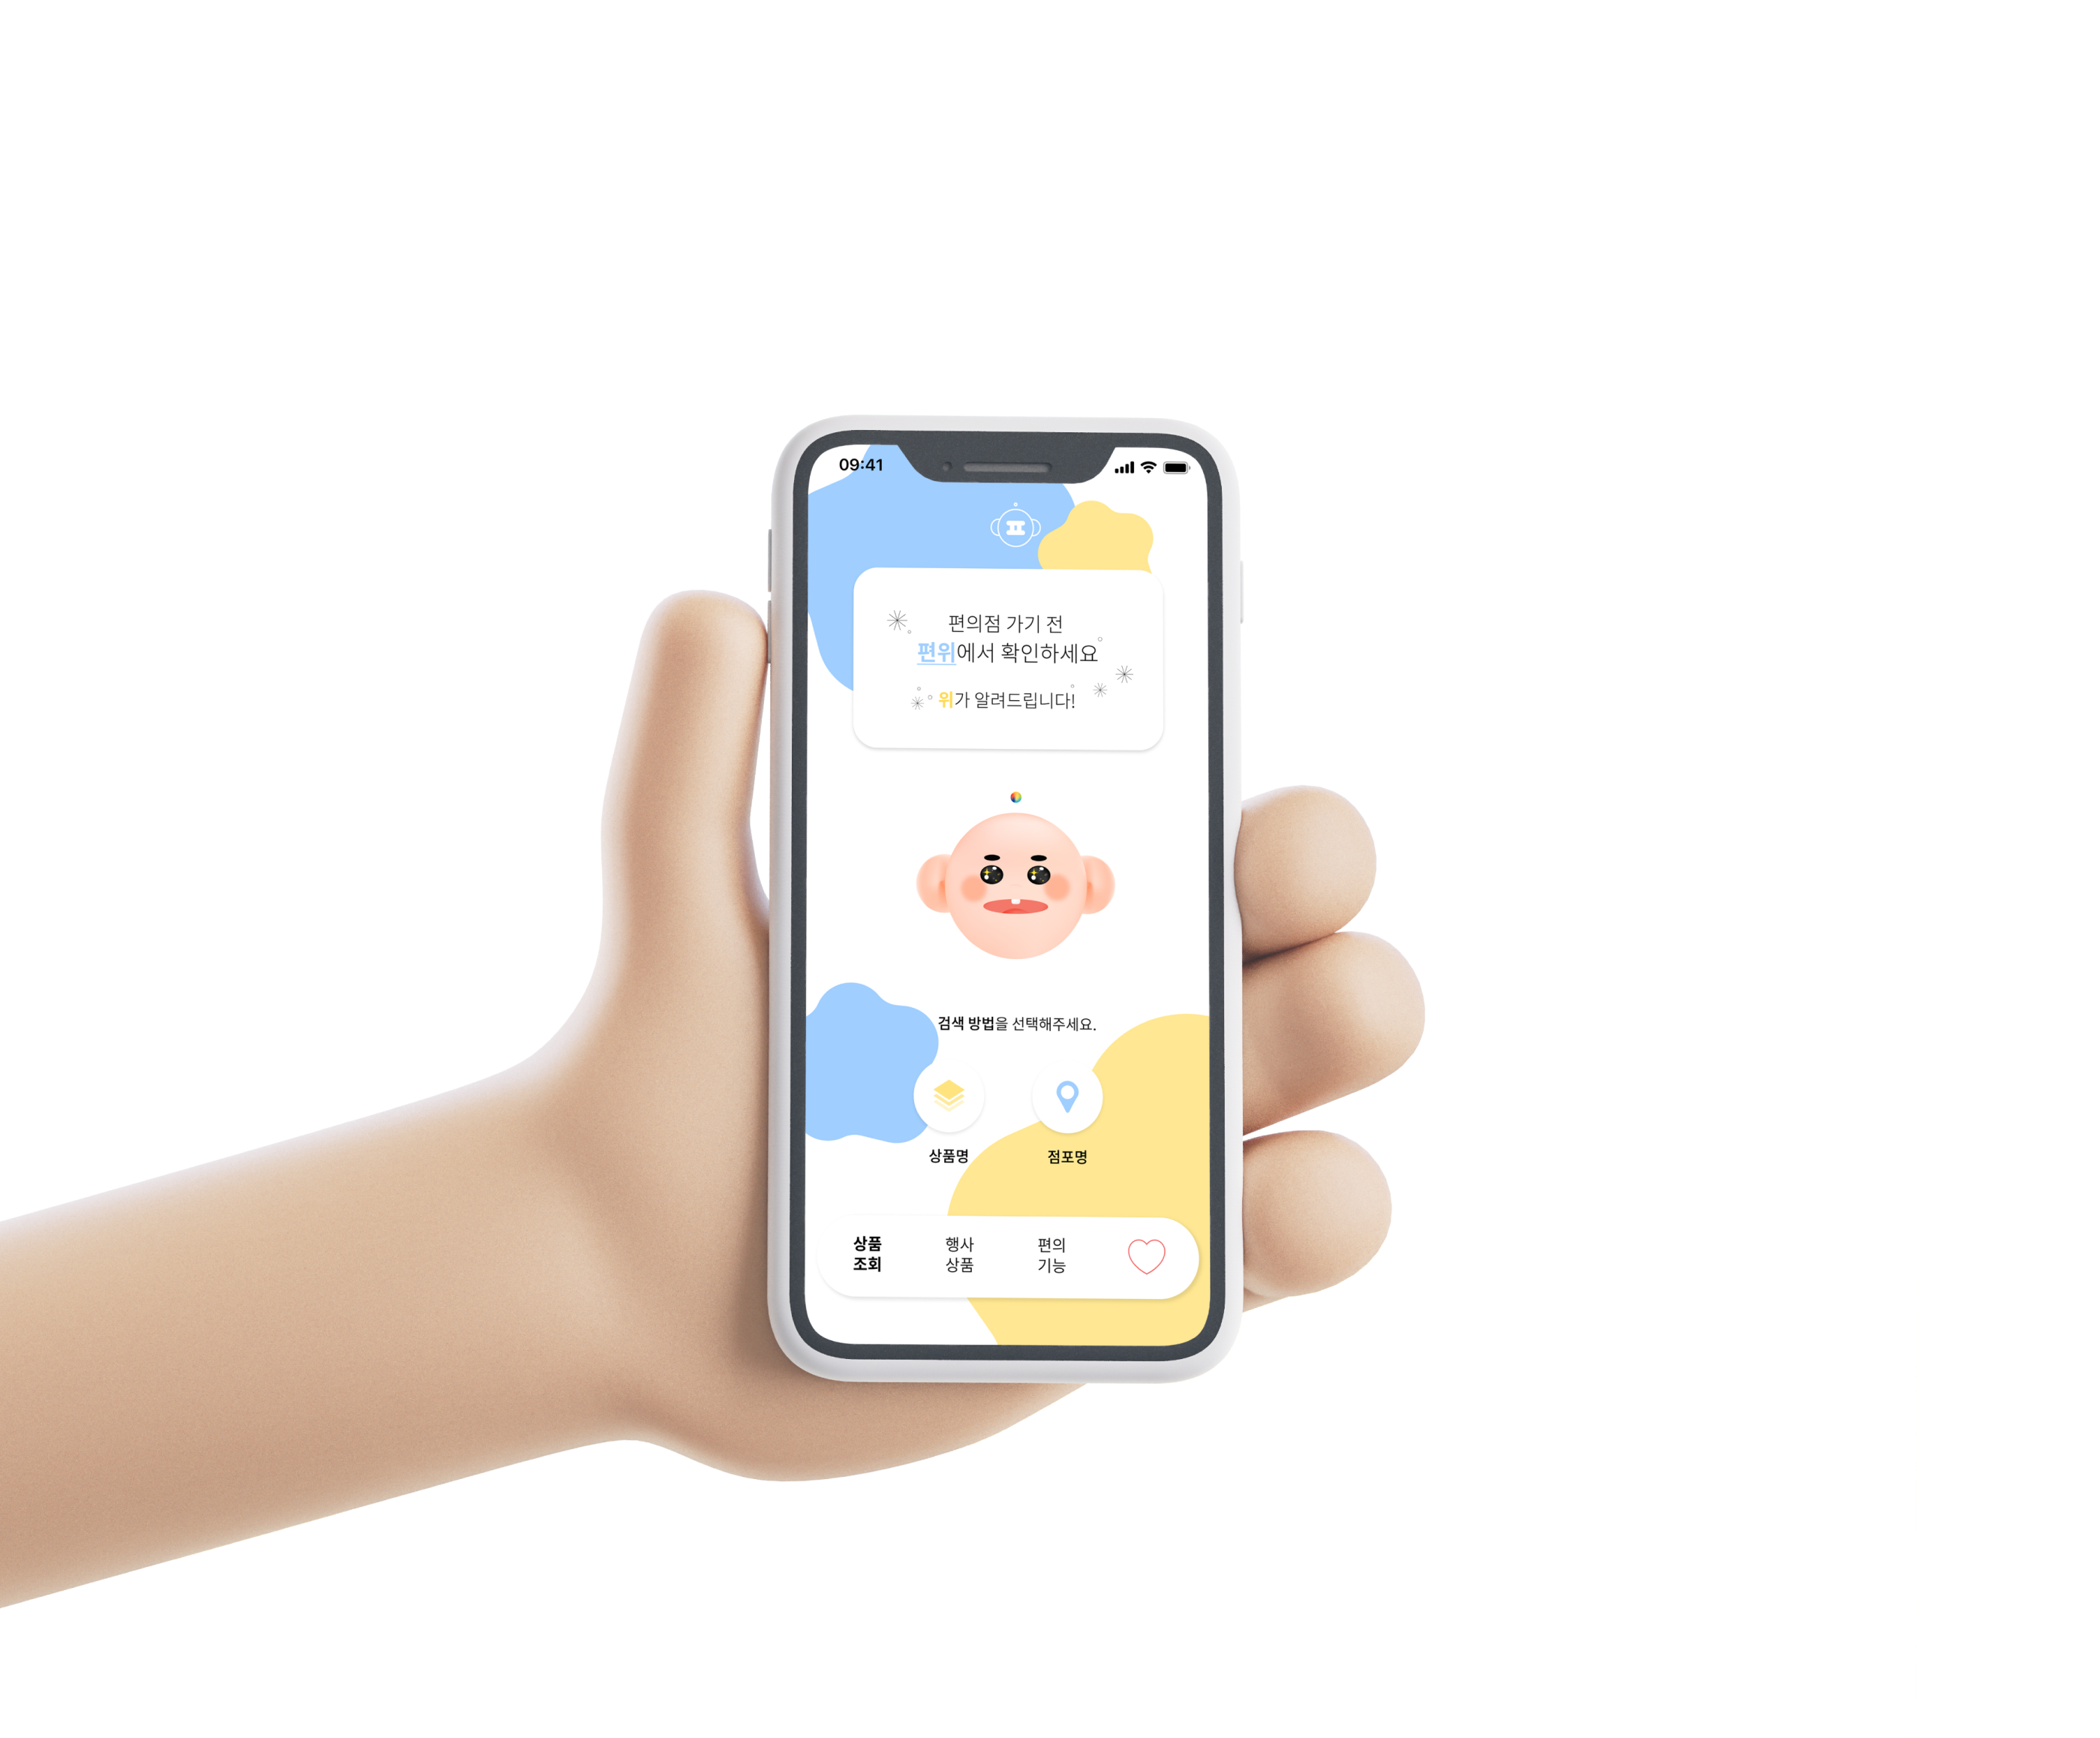 09:41
편의점 가기 전
편위에서 확인하세요
위가 알려드립니다!
검색 방법을 선택해주세요.
상품명
점포명
상품
조회
행사
상품
편의
기능